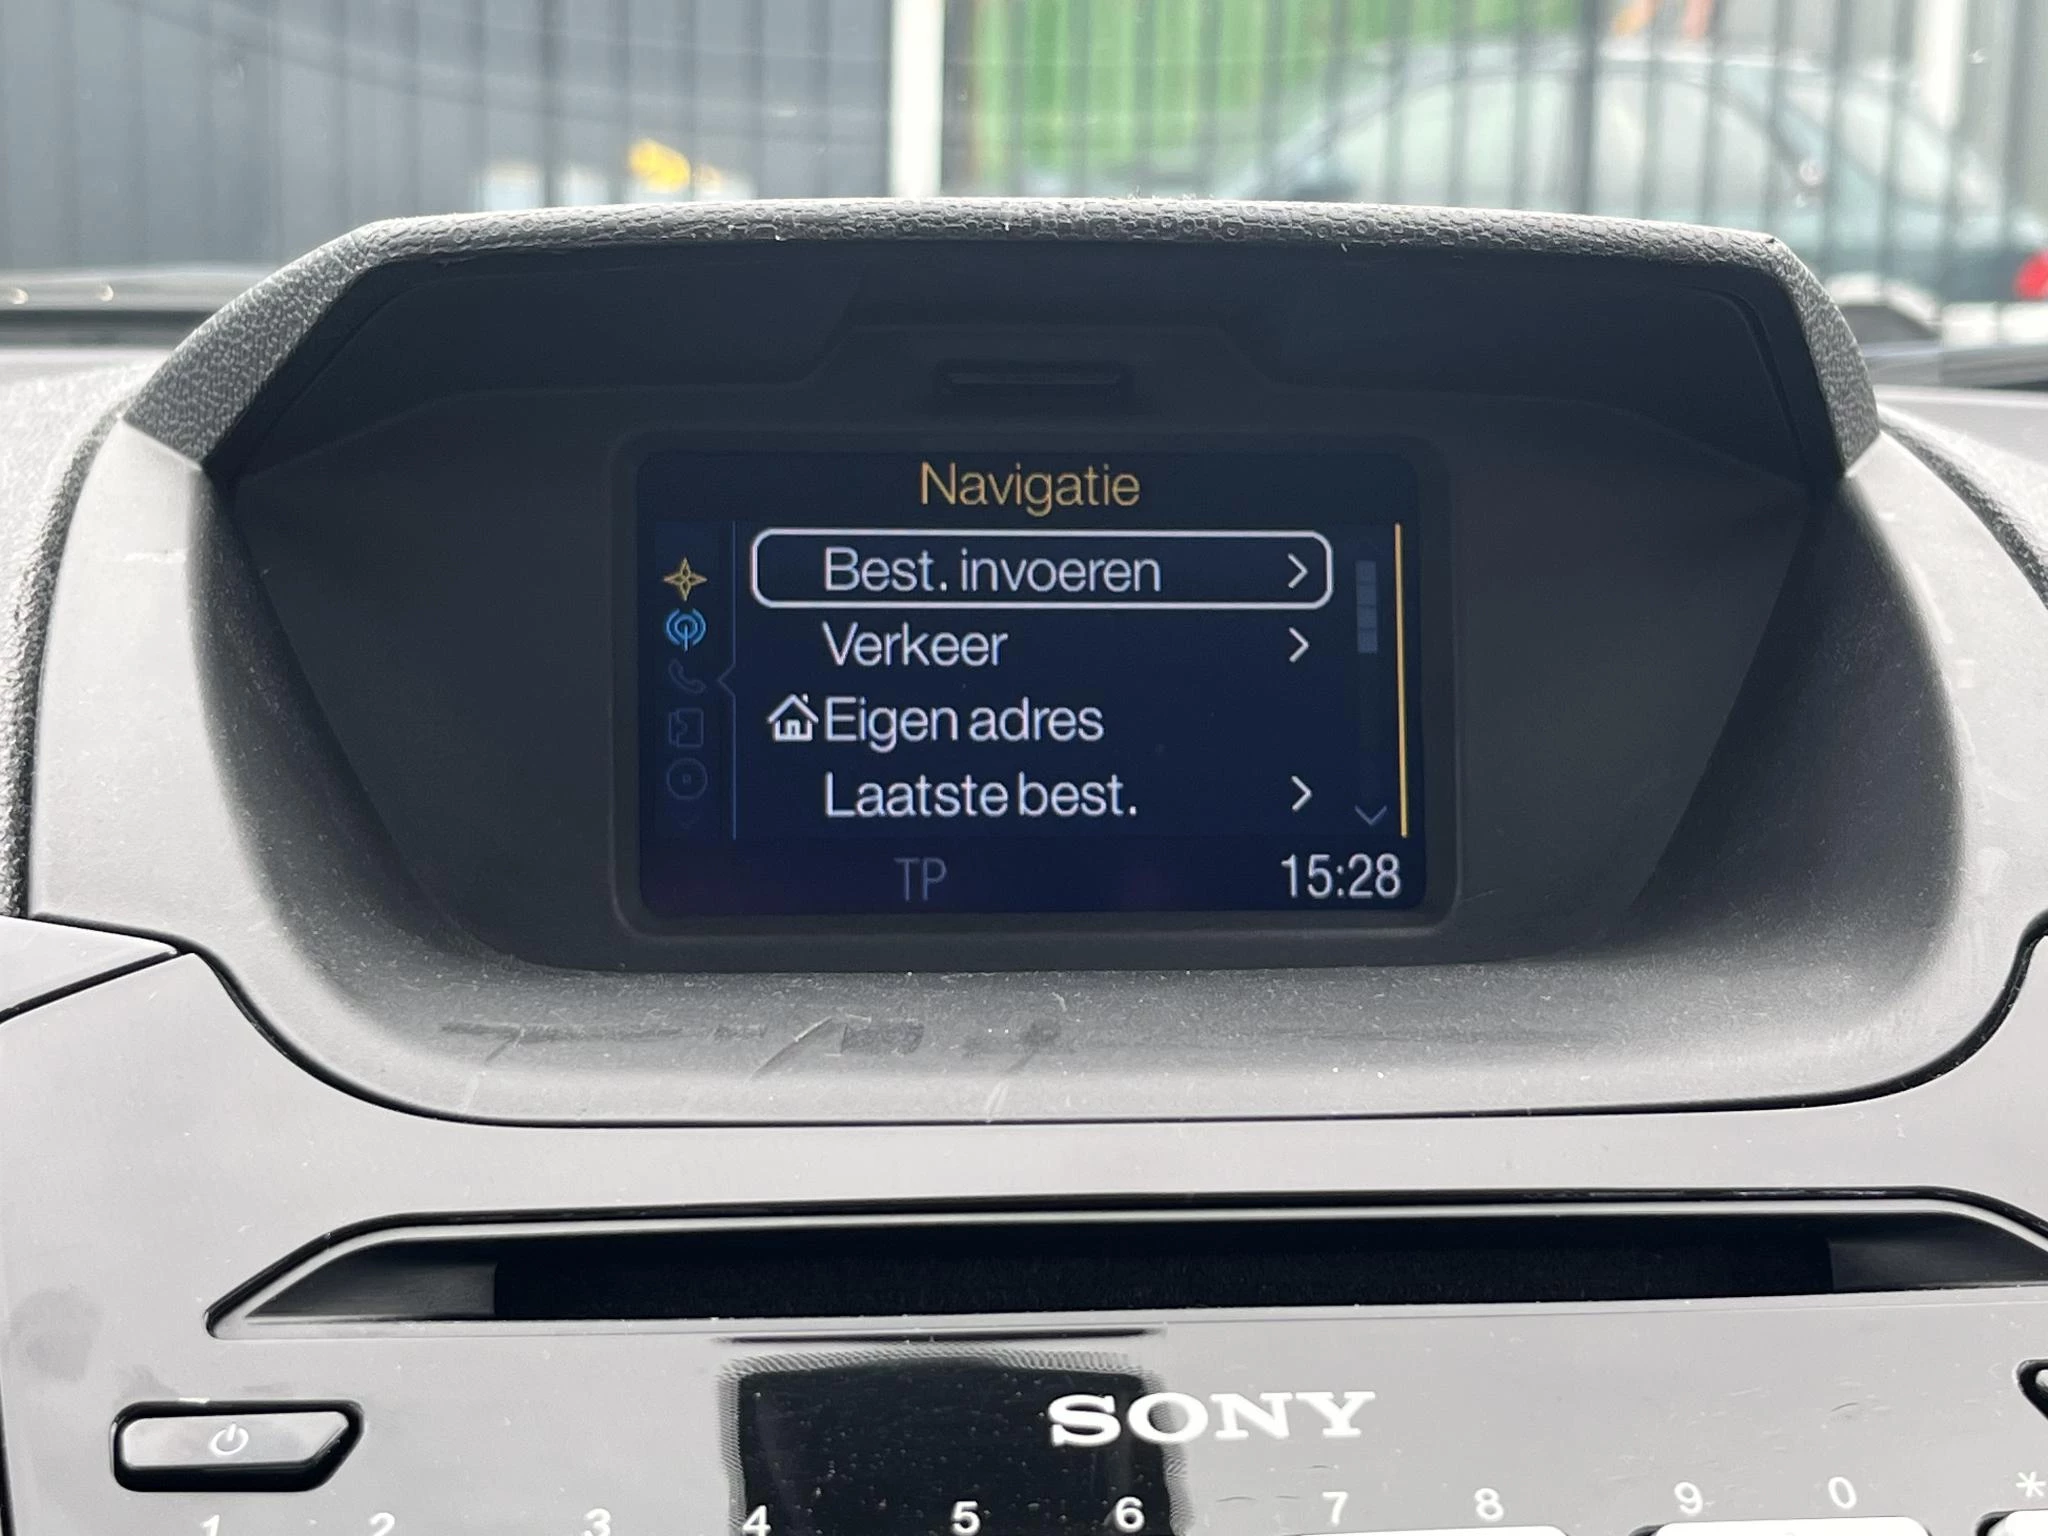 Navigatie
Best. invoeren
Verkeer
Eigen adres
Laatste best.
TP 15:28
SONY
1 2 3 4 5 6 7 8 9 0 *